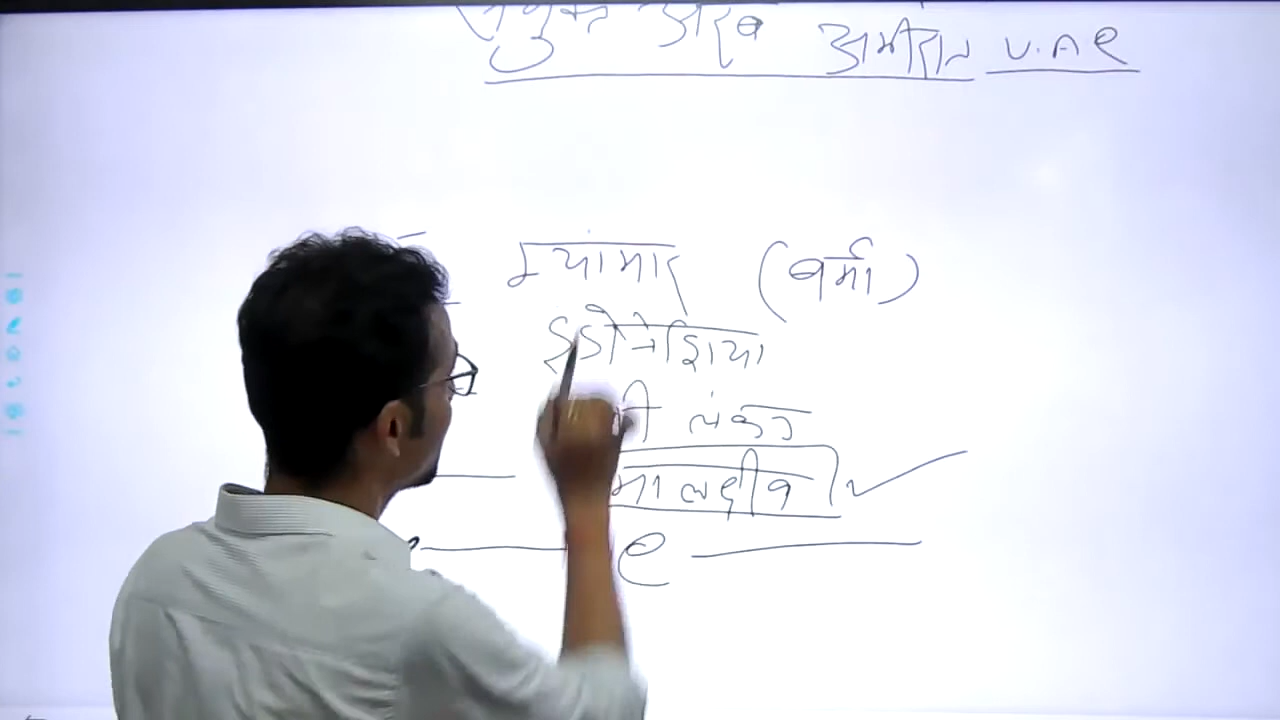 संयुक्त अरब अमीरात U.A e
म्यांमार (बर्मा)
इंडोनेशिया
श्री लंका
मालद्वीव
e